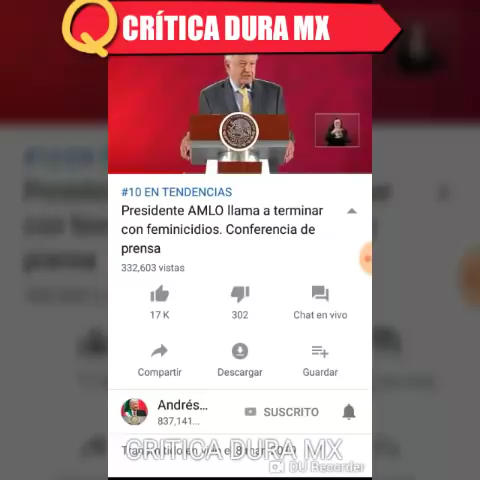 CRÍTICA DURA MX
#10 EN TENDENCIAS
Presidente AMLO llama a terminar
con feminicidios. Conferencia de
prensa
332,603 vistas
17 K
302
Chat en vivo
Compartir
Descargar
Guardar
Andrés...
837,141...
SUSCRITO
CRITICA DURA MX
DU Recorder